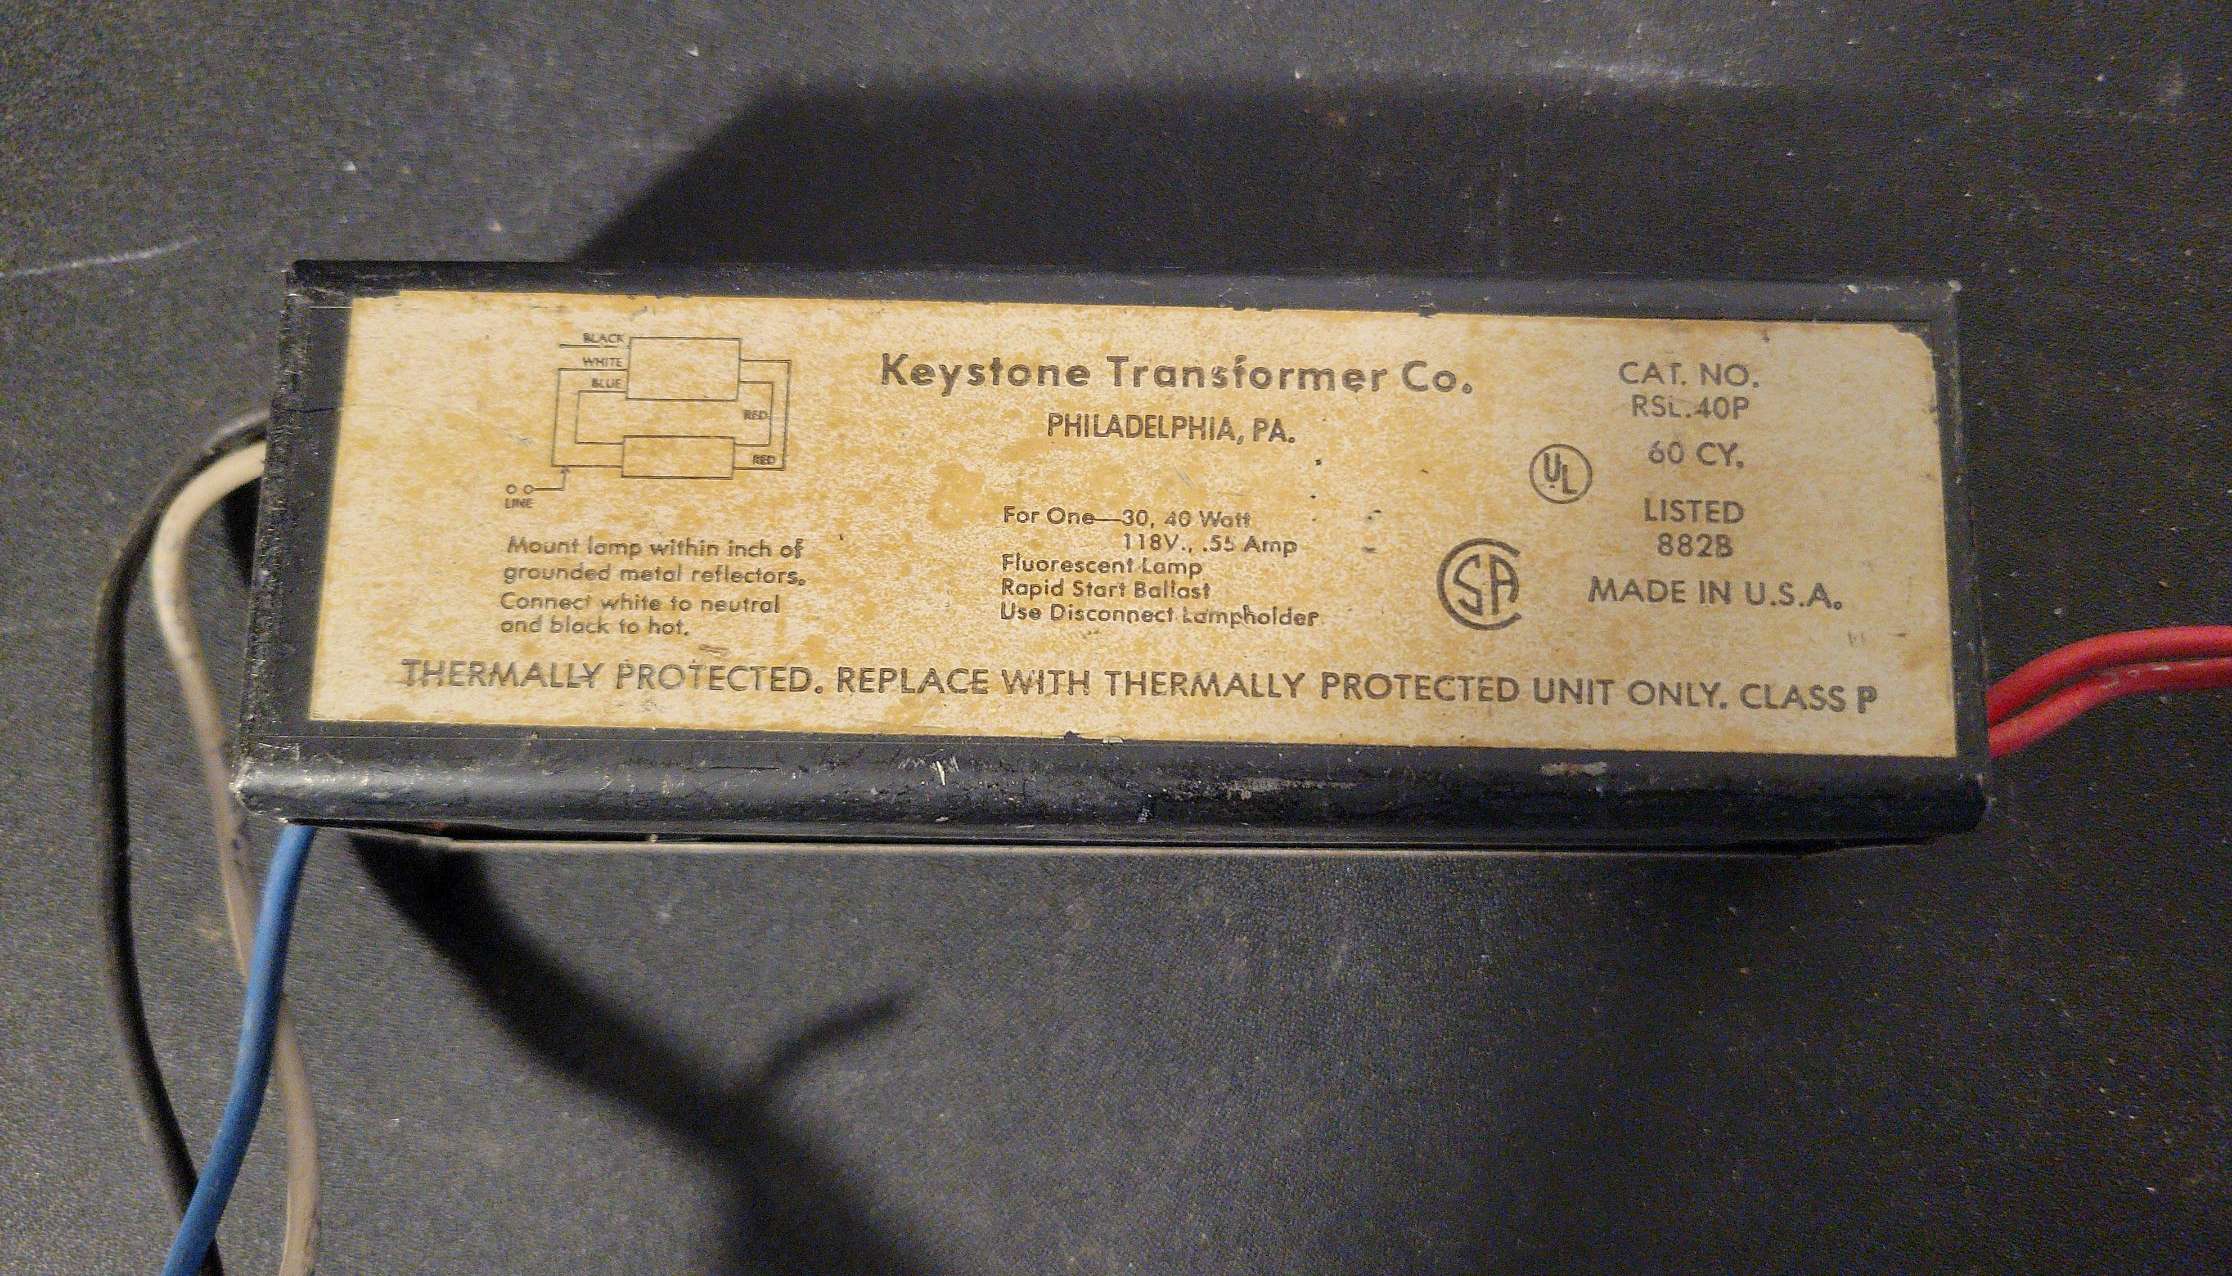 BLACK
WHITE
BLUE
RED
RED
LINE
Mount lamp within inch of
grounded metal reflectors.
Connect white to neutral
and black to hot.
Keystone Transformer Co.
PHILADELPHIA, PA.
For One—30, 40 Watt
118V., .55 Amp
Fluorescent Lamp
Rapid Start Ballast
Use Disconnect Lampholder
UL
SA
CAT. NO.
RSL.40P
60 CY.
LISTED
882B
MADE IN U.S.A.
THERMALLY PROTECTED. REPLACE WITH THERMALLY PROTECTED UNIT ONLY. CLASS P